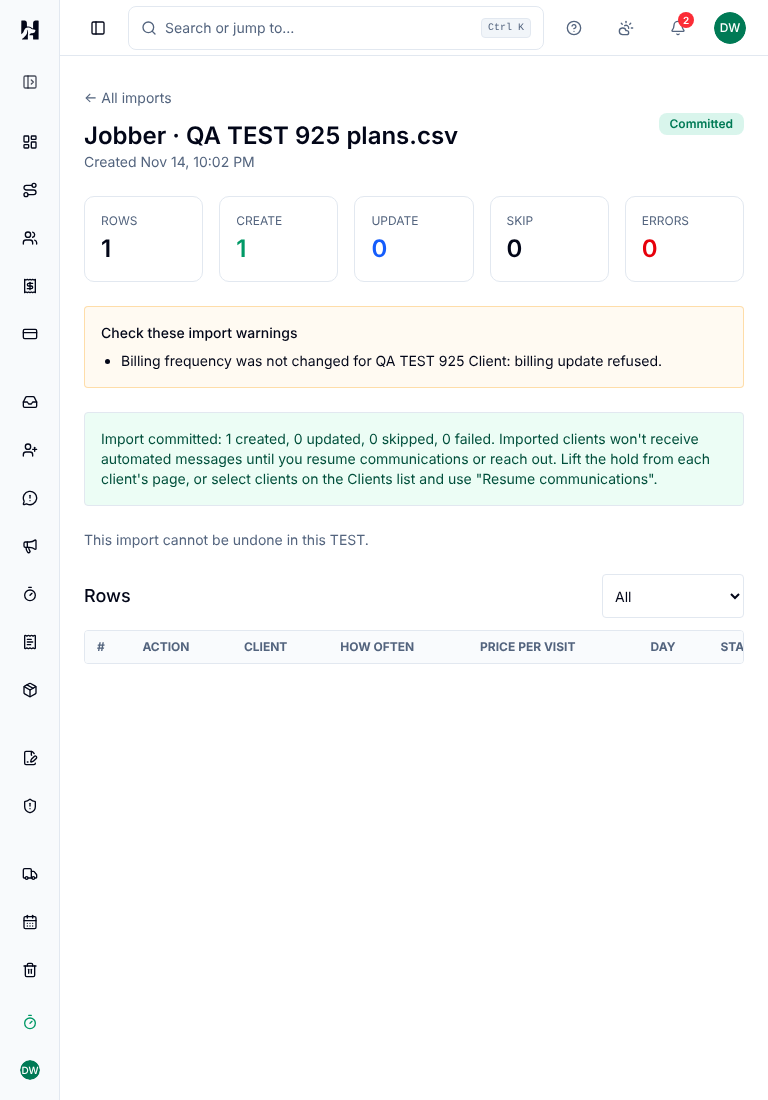 Search or jump to...
Ctrl K
2
DW
← All imports
Jobber · QA TEST 925 plans.csv
Committed
Created Nov 14, 10:02 PM
ROWS
1
CREATE
1
UPDATE
0
SKIP
0
ERRORS
0
Check these import warnings
• Billing frequency was not changed for QA TEST 925 Client: billing update refused.
Import committed: 1 created, 0 updated, 0 skipped, 0 failed. Imported clients won't receive
automated messages until you resume communications or reach out. Lift the hold from each
client's page, or select clients on the Clients list and use "Resume communications".
This import cannot be undone in this TEST.
Rows
All
# ACTION CLIENT HOW OFTEN PRICE PER VISIT DAY STA
DW